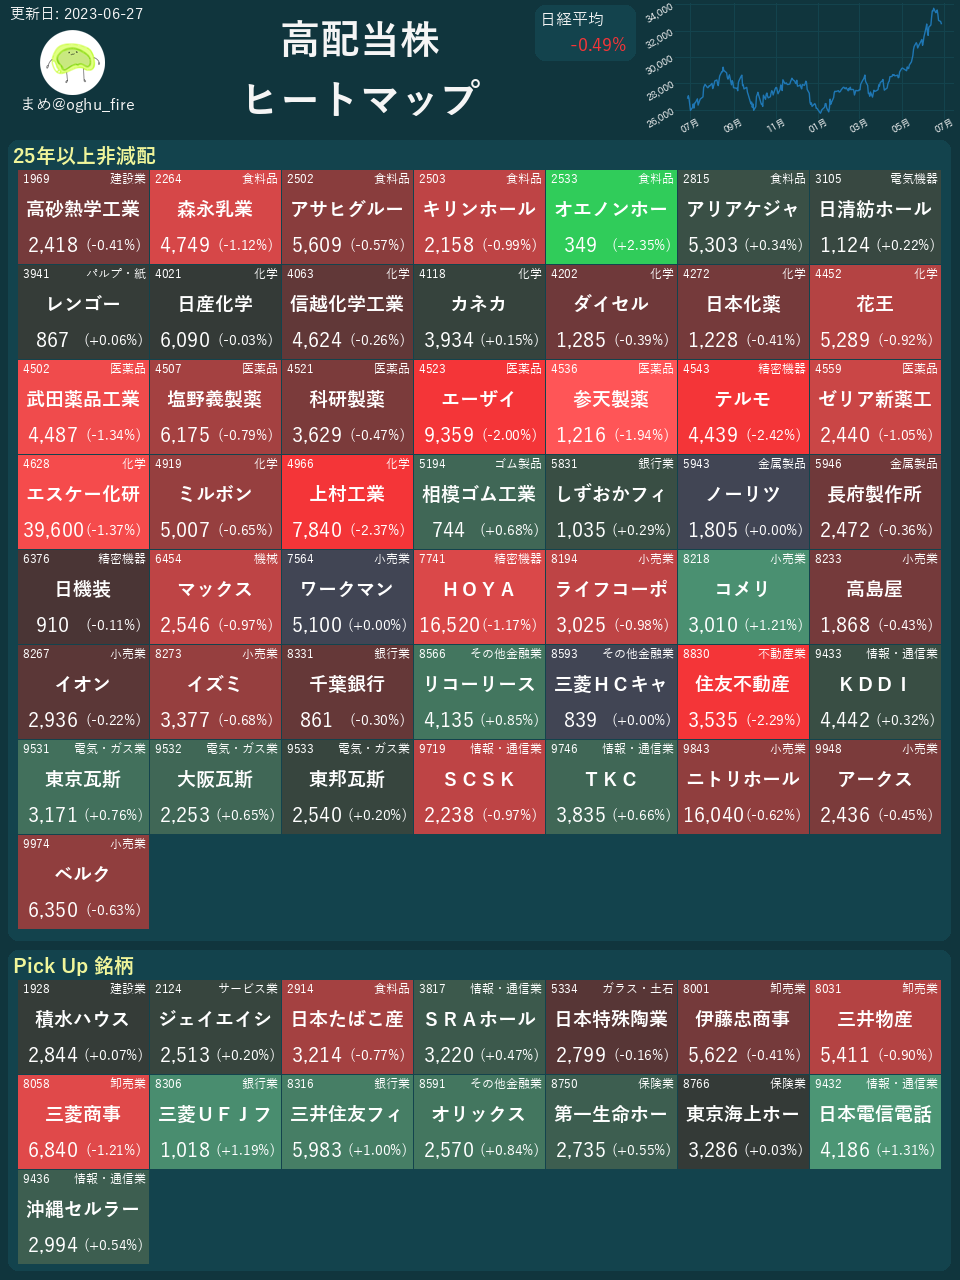 更新日: 2023-06-27
まめ@oghu_fire
高配当株
ヒートマップ
日経平均
-0.49%
34,000
32,000
30,000
28,000
26,000
07月 09月 11月 01月 03月 05月 07月
25年以上非減配
1969 建設業 2264 食料品 2502 食料品 2503 食料品 2533 食料品 2815 食料品 3105 電気機器
高砂熱学工業 森永乳業 アサヒグルー キリンホール オエノンホー アリアケジャ 日清紡ホール
2,418 (-0.41%) 4,749 (-1.12%) 5,609 (-0.57%) 2,158 (-0.99%) 349 (+2.35%) 5,303 (+0.34%) 1,124 (+0.22%)
3941 パルプ・紙 4021 化学 4063 化学 4118 化学 4202 化学 4272 化学 4452 化学
レンゴー 日産化学 信越化学工業 カネカ ダイセル 日本化薬 花王
867 (+0.06%) 6,090 (-0.03%) 4,624 (-0.26%) 3,934 (+0.15%) 1,285 (-0.39%) 1,228 (-0.41%) 5,289 (-0.92%)
4502 医薬品 4507 医薬品 4521 医薬品 4523 医薬品 4536 医薬品 4543 精密機器 4559 医薬品
武田薬品工業 塩野義製薬 科研製薬 エーザイ 参天製薬 テルモ ゼリア新薬工
4,487 (-1.34%) 6,175 (-0.79%) 3,629 (-0.47%) 9,359 (-2.00%) 1,216 (-1.94%) 4,439 (-2.42%) 2,440 (-1.05%)
4628 化学 4919 化学 4966 化学 5194 ゴム製品 5831 銀行業 5943 金属製品 5946 金属製品
エスケー化研 ミルボン 上村工業 相模ゴム工業 しずおかフィ ノーリツ 長府製作所
39,600 (-1.37%) 5,007 (-0.65%) 7,840 (-2.37%) 744 (+0.68%) 1,035 (+0.29%) 1,805 (+0.00%) 2,472 (-0.36%)
6376 精密機器 6454 機械 7564 小売業 7741 精密機器 8194 小売業 8218 小売業 8233 小売業
日機装 マックス ワークマン ＨＯＹＡ ライフコーポ コメリ 高島屋
910 (-0.11%) 2,546 (-0.97%) 5,100 (+0.00%) 16,520 (-1.17%) 3,025 (-0.98%) 3,010 (+1.21%) 1,868 (-0.43%)
8267 小売業 8273 小売業 8331 銀行業 8566 その他金融業 8593 その他金融業 8830 不動産業 9433 情報・通信業
イオン イズミ 千葉銀行 リコーリース 三菱ＨＣキャ 住友不動産 ＫＤＤＩ
2,936 (-0.22%) 3,377 (-0.68%) 861 (-0.30%) 4,135 (+0.85%) 839 (+0.00%) 3,535 (-2.29%) 4,442 (+0.32%)
9531 電気・ガス業 9532 電気・ガス業 9533 電気・ガス業 9719 情報・通信業 9746 情報・通信業 9843 小売業 9948 小売業
東京瓦斯 大阪瓦斯 東邦瓦斯 ＳＣＳＫ ＴＫＣ ニトリホール アークス
3,171 (+0.76%) 2,253 (+0.65%) 2,540 (+0.20%) 2,238 (-0.97%) 3,835 (+0.66%) 16,040 (-0.62%) 2,436 (-0.45%)
9974 小売業
ベルク
6,350 (-0.63%)
Pick Up 銘柄
1928 建設業 2124 サービス業 2914 食料品 3817 情報・通信業 5334 ガラス・土石 8001 卸売業 8031 卸売業
積水ハウス ジェイエイシ 日本たばこ産 ＳＲＡホール 日本特殊陶業 伊藤忠商事 三井物産
2,844 (+0.07%) 2,513 (+0.20%) 3,214 (-0.77%) 3,220 (+0.47%) 2,799 (-0.16%) 5,622 (-0.41%) 5,411 (-0.90%)
8058 卸売業 8306 銀行業 8316 銀行業 8591 その他金融業 8750 保険業 8766 保険業 9432 情報・通信業
三菱商事 三菱ＵＦＪフ 三井住友フィ オリックス 第一生命ホー 東京海上ホー 日本電信電話
6,840 (-1.21%) 1,018 (+1.19%) 5,983 (+1.00%) 2,570 (+0.84%) 2,735 (+0.55%) 3,286 (+0.03%) 4,186 (+1.31%)
9436 情報・通信業
沖縄セルラー
2,994 (+0.54%)